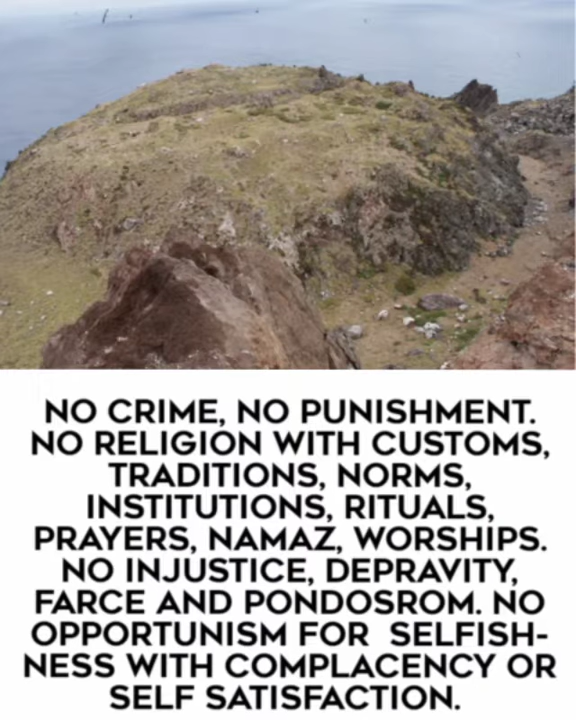 NO CRIME, NO PUNISHMENT.
NO RELIGION WITH CUSTOMS,
TRADITIONS, NORMS,
INSTITUTIONS, RITUALS,
PRAYERS, NAMAZ, WORSHIPS.
NO INJUSTICE, DEPRAVITY,
FARCE AND PONDOSROM. NO
OPPORTUNISM FOR  SELFISH-
NESS WITH COMPLACENCY OR
SELF SATISFACTION.